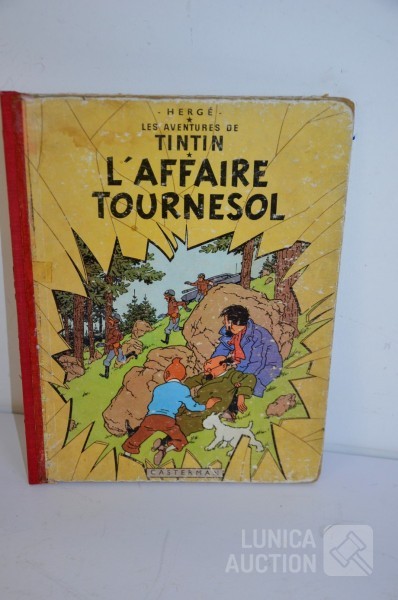 - HERGÉ -
LES AVENTURES DE
TINTIN
L'AFFAIRE
TOURNESOL
CASTERMAN
LUNICA
AUCTION